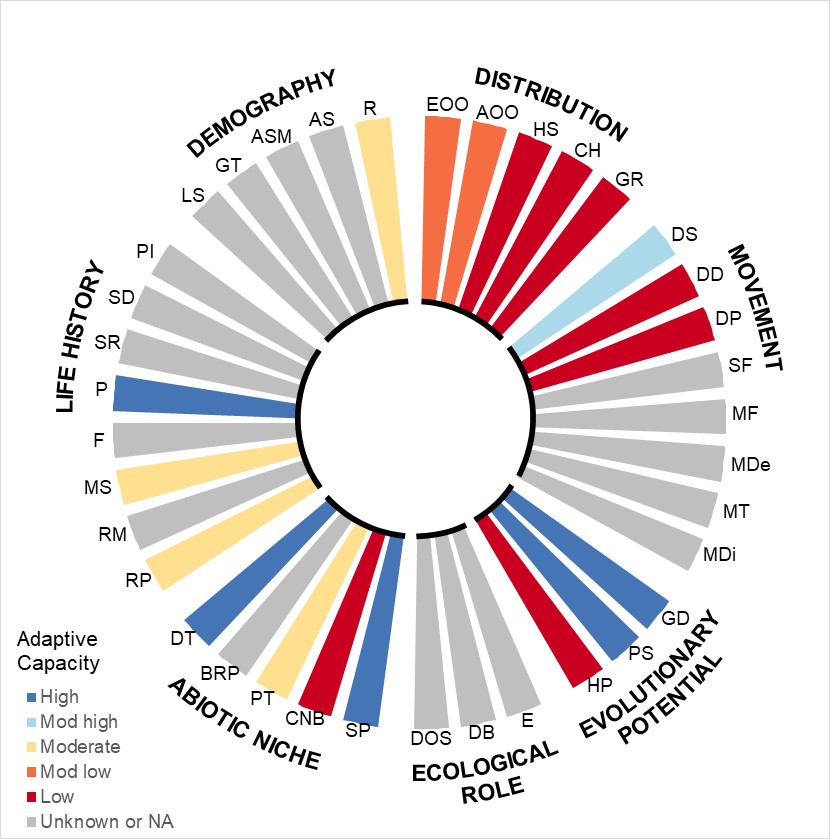 DISTRIBUTION
EOO
AOO
HS
CH
GR
MOVEMENT
DS
DD
DP
SF
MF
MDe
MT
MDi
EVOLUTIONARY
POTENTIAL
GD
PS
HP
ECOLOGICAL
ROLE
E
DB
DOS
ABIOTIC NICHE
SP
CNB
PT
BRP
DT
LIFE HISTORY
RP
RM
MS
F
P
SR
SD
PI
DEMOGRAPHY
LS
GT
ASM
AS
R
Adaptive
Capacity
High
Mod high
Moderate
Mod low
Low
Unknown or NA